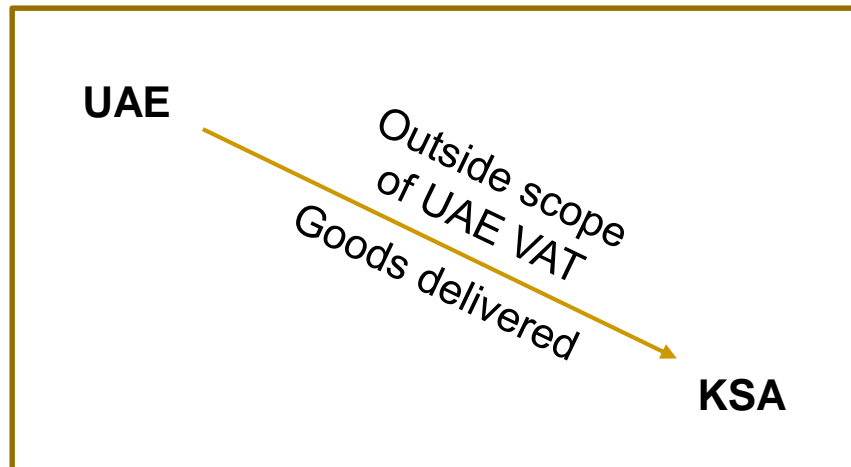 UAE
Outside scope
of UAE VAT
Goods delivered
KSA